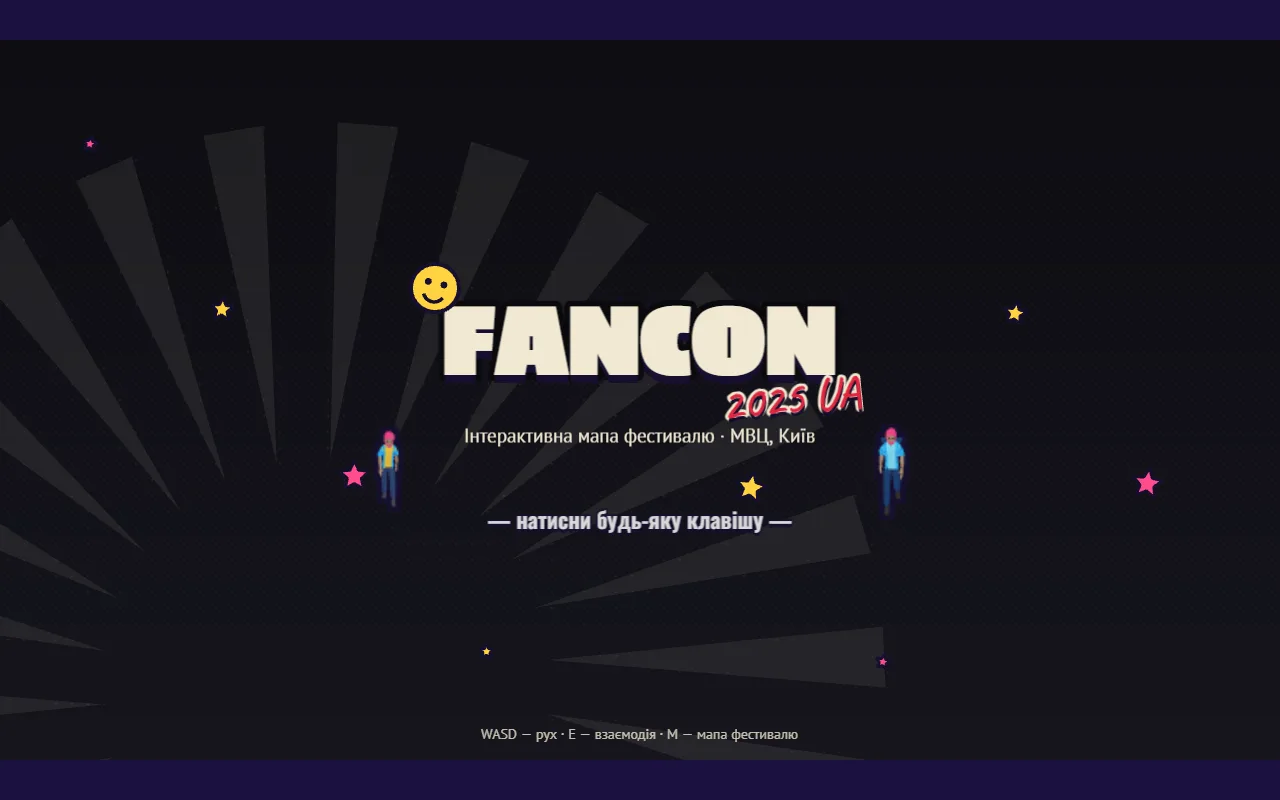 FANCON
2025 UA
Інтерактивна мапа фестивалю · МВЦ, Київ
— натисни будь-яку клавішу —
WASD — рух · E — взаємодія · M — мапа фестивалю